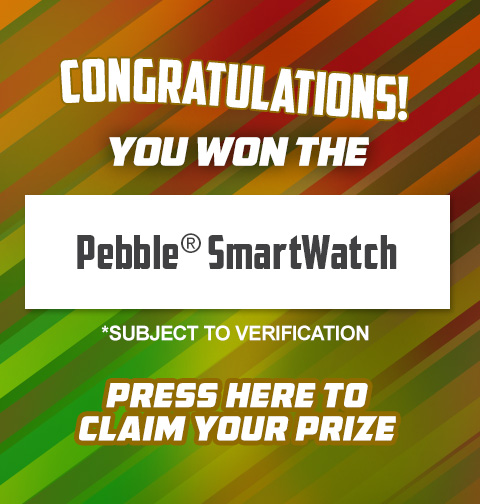 CONGRATULATIONS!
YOU WON THE
Pebble® SmartWatch
*SUBJECT TO VERIFICATION
PRESS HERE TO
CLAIM YOUR PRIZE